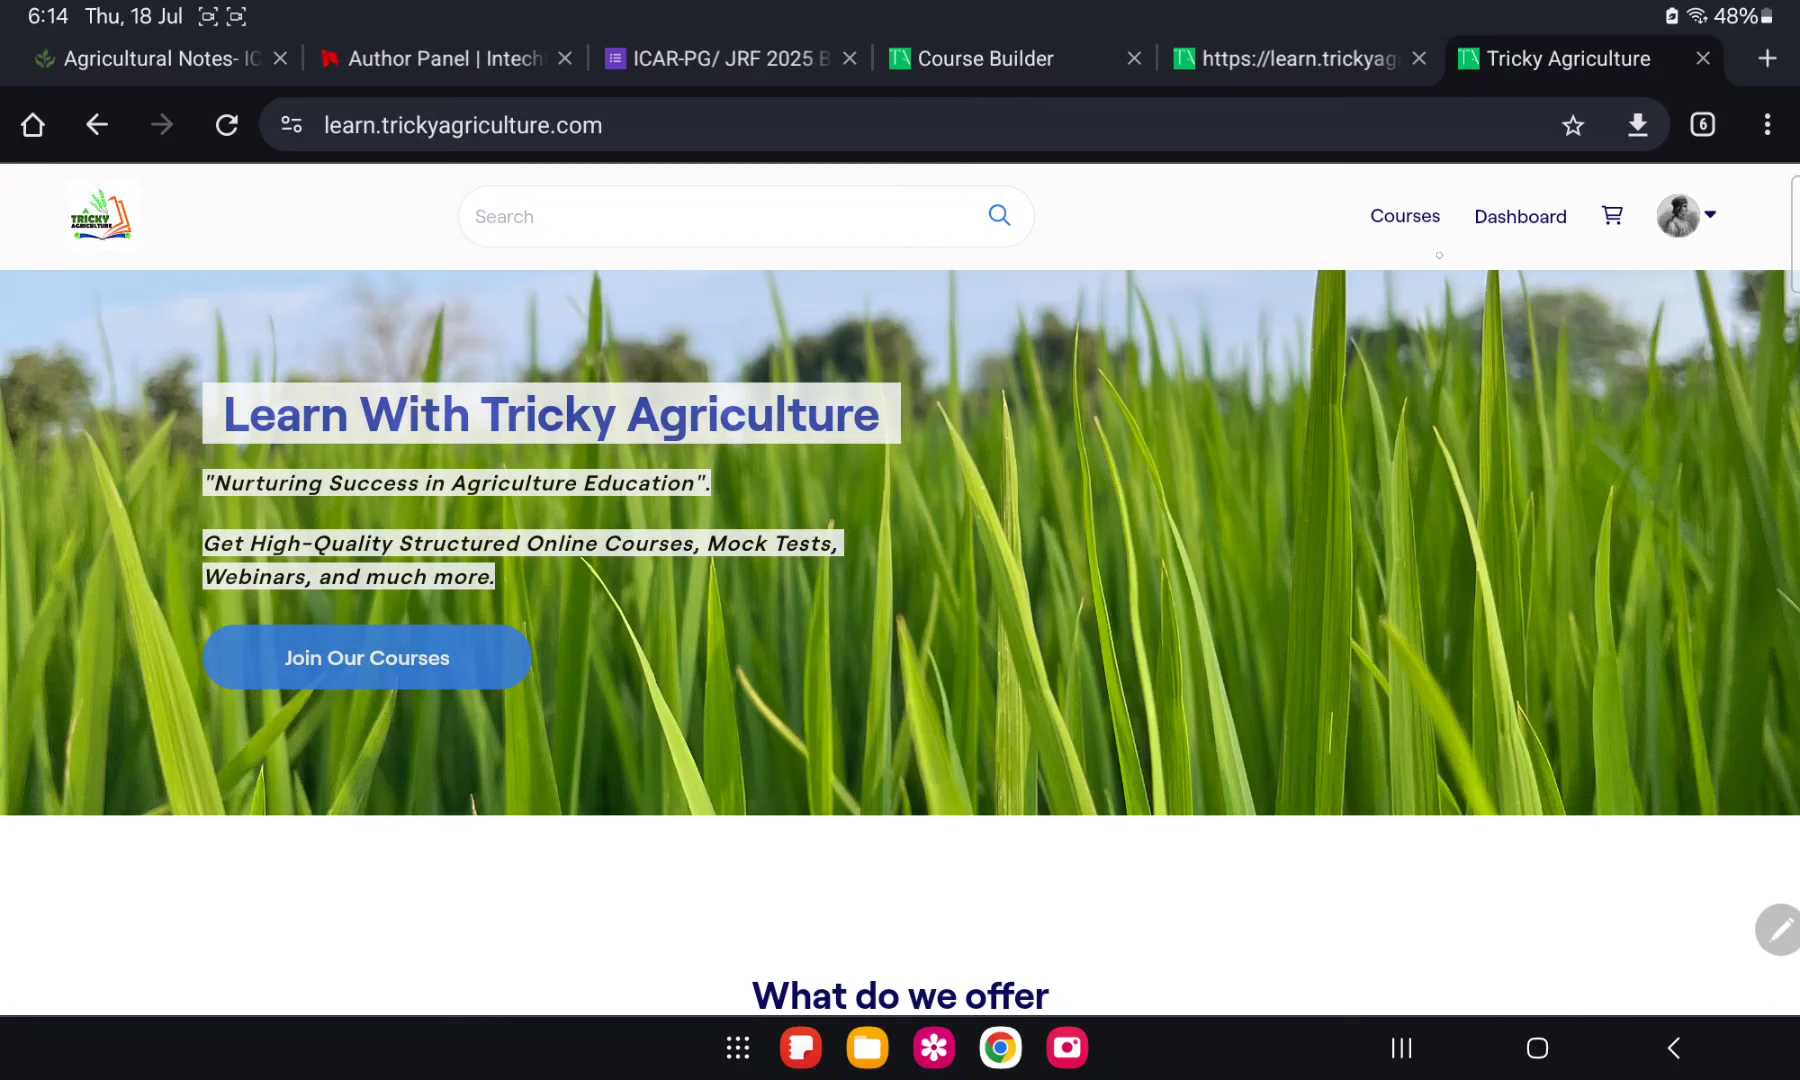 6:14 Thu, 18 Jul
48%
Agricultural Notes- IC
Author Panel | Intech
ICAR-PG/ JRF 2025 B
Course Builder
https://learn.trickyag
Tricky Agriculture
learn.trickyagriculture.com
6
TRICKY
AGRICULTURE
Search
Courses
Dashboard
Learn With Tricky Agriculture
"Nurturing Success in Agriculture Education".
Get High-Quality Structured Online Courses, Mock Tests,
Webinars, and much more.
Join Our Courses
What do we offer